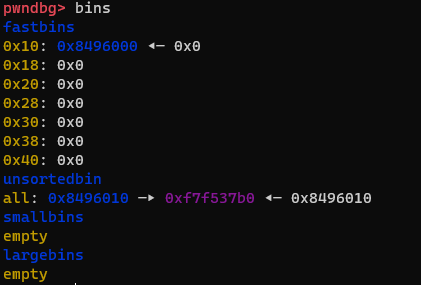 pwndbg> bins
fastbins
0x10: 0x8496000 ◂— 0x0
0x18: 0x0
0x20: 0x0
0x28: 0x0
0x30: 0x0
0x38: 0x0
0x40: 0x0
unsortedbin
all: 0x8496010 —▸ 0xf7f537b0 ◂— 0x8496010
smallbins
empty
largebins
empty